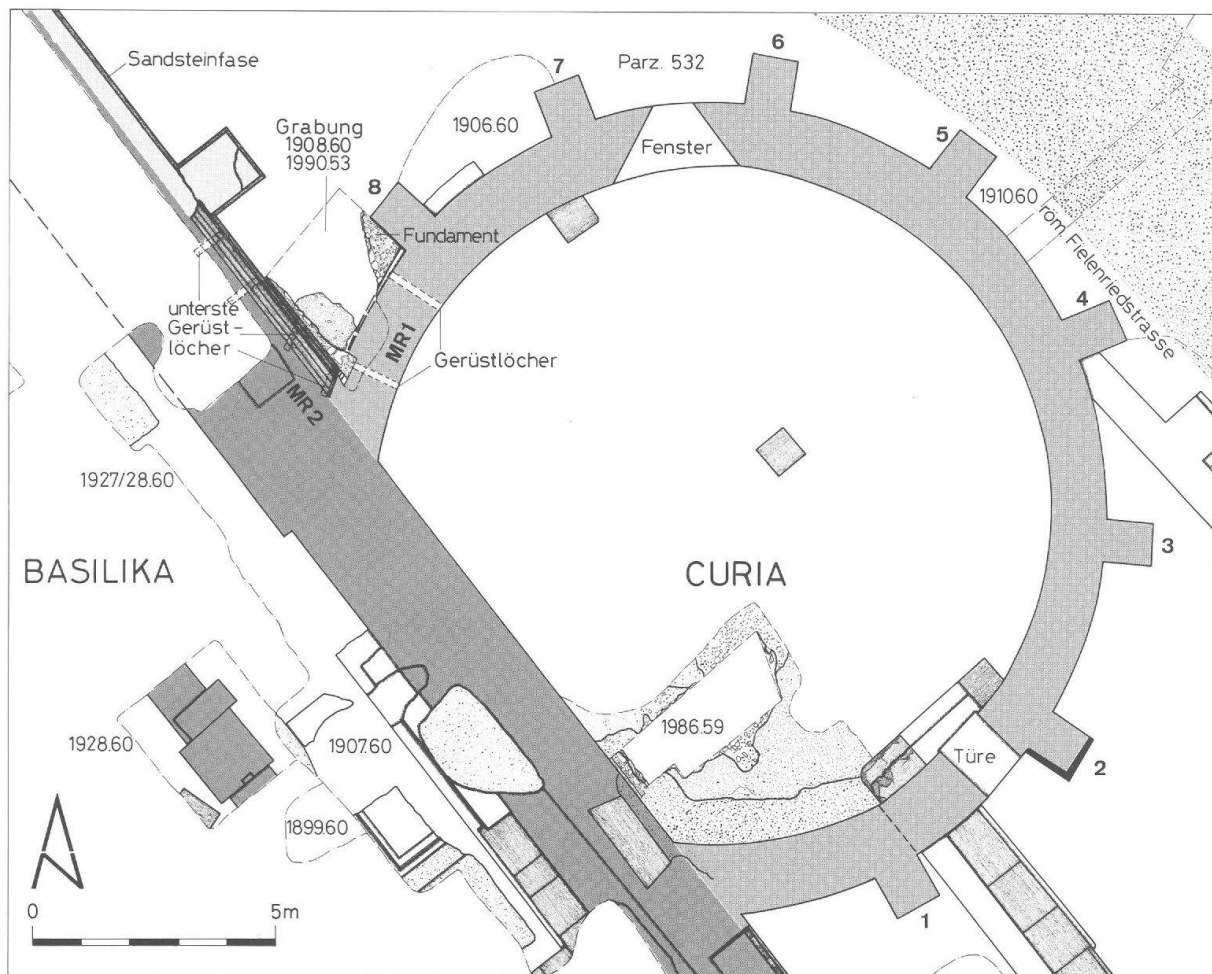 Sandsteinfase
7
Parz. 532
6
Grabung
1908.60
1990.53
1906.60
Fenster
5
8
1910.60
Fundament
röm. Fielenriedstrasse
unterste
Gerüst-
löcher
MR1
4
Gerüstlöcher
MR2
1927/28.60
3
BASILIKA
CURIA
1986.59
1928.60
1907.60
Türe
2
1899.60
1
0
5m